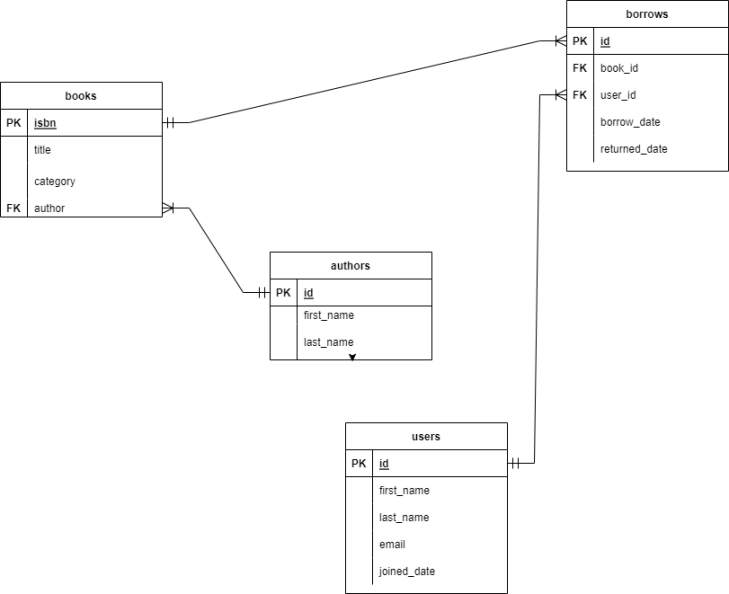 borrows
PK id
FK book_id
FK user_id
borrow_date
returned_date
books
PK isbn
title
category
FK author
authors
PK id
first_name
last_name
users
PK id
first_name
last_name
email
joined_date